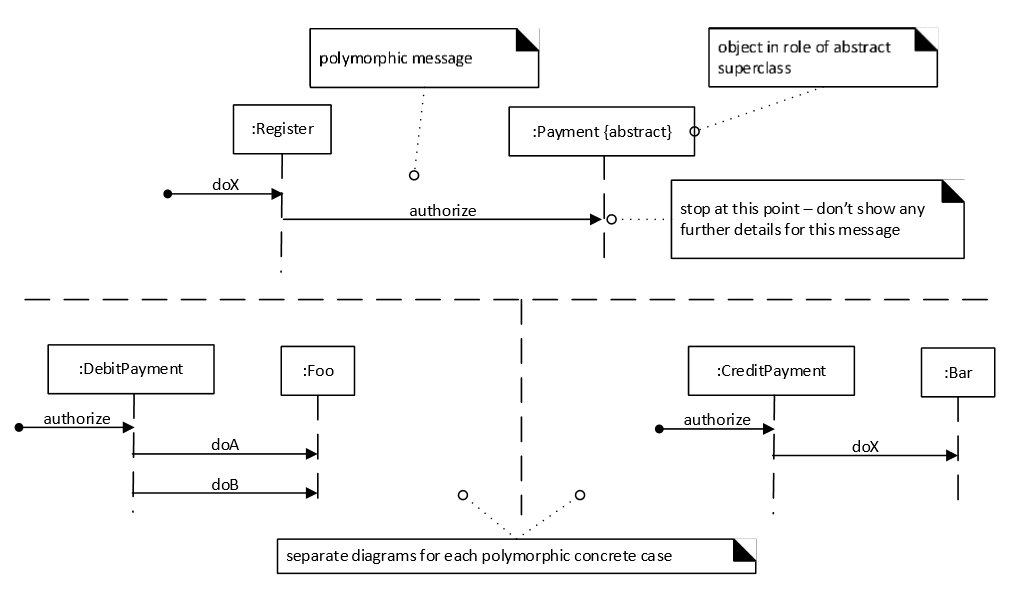 polymorphic message
object in role of abstract
superclass
:Register
:Payment {abstract}
doX
authorize
stop at this point – don't show any
further details for this message
:DebitPayment
:Foo
:CreditPayment
:Bar
authorize
doA
doB
authorize
doX
separate diagrams for each polymorphic concrete case